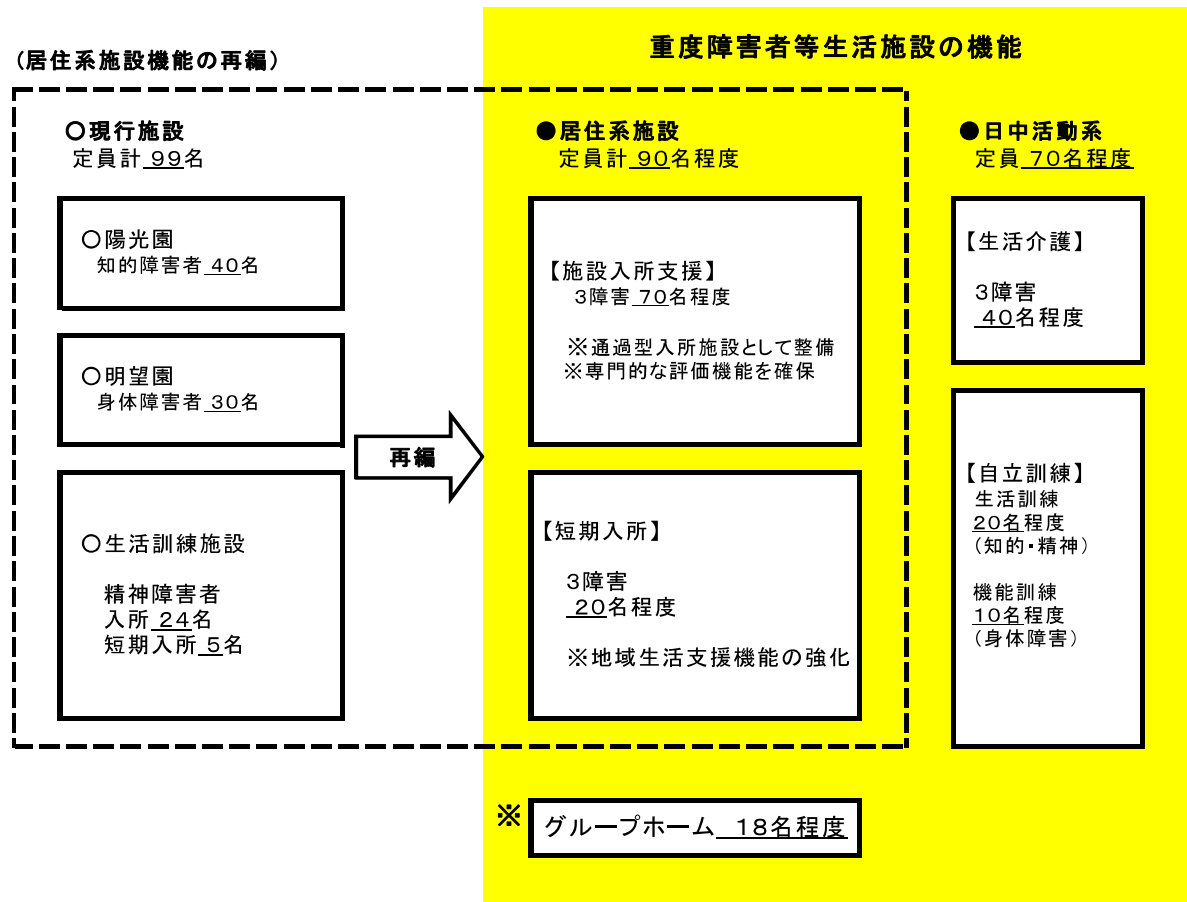 (居住系施設機能の再編)
重度障害者等生活施設の機能
○現行施設
定員計 99名
○陽光園
知的障害者 40名
○明望園
身体障害者 30名
○生活訓練施設
精神障害者
入所 24名
短期入所 5名
再編
●居住系施設
定員計 90名程度
【施設入所支援】
3障害 70名程度
※通過型入所施設として整備
※専門的な評価機能を確保
【短期入所】
3障害
20名程度
※地域生活支援機能の強化
●日中活動系
定員 70名程度
【生活介護】
3障害
40名程度
【自立訓練】
生活訓練
20名程度
(知的・精神)
機能訓練
10名程度
(身体障害)
※ グループホーム 18名程度